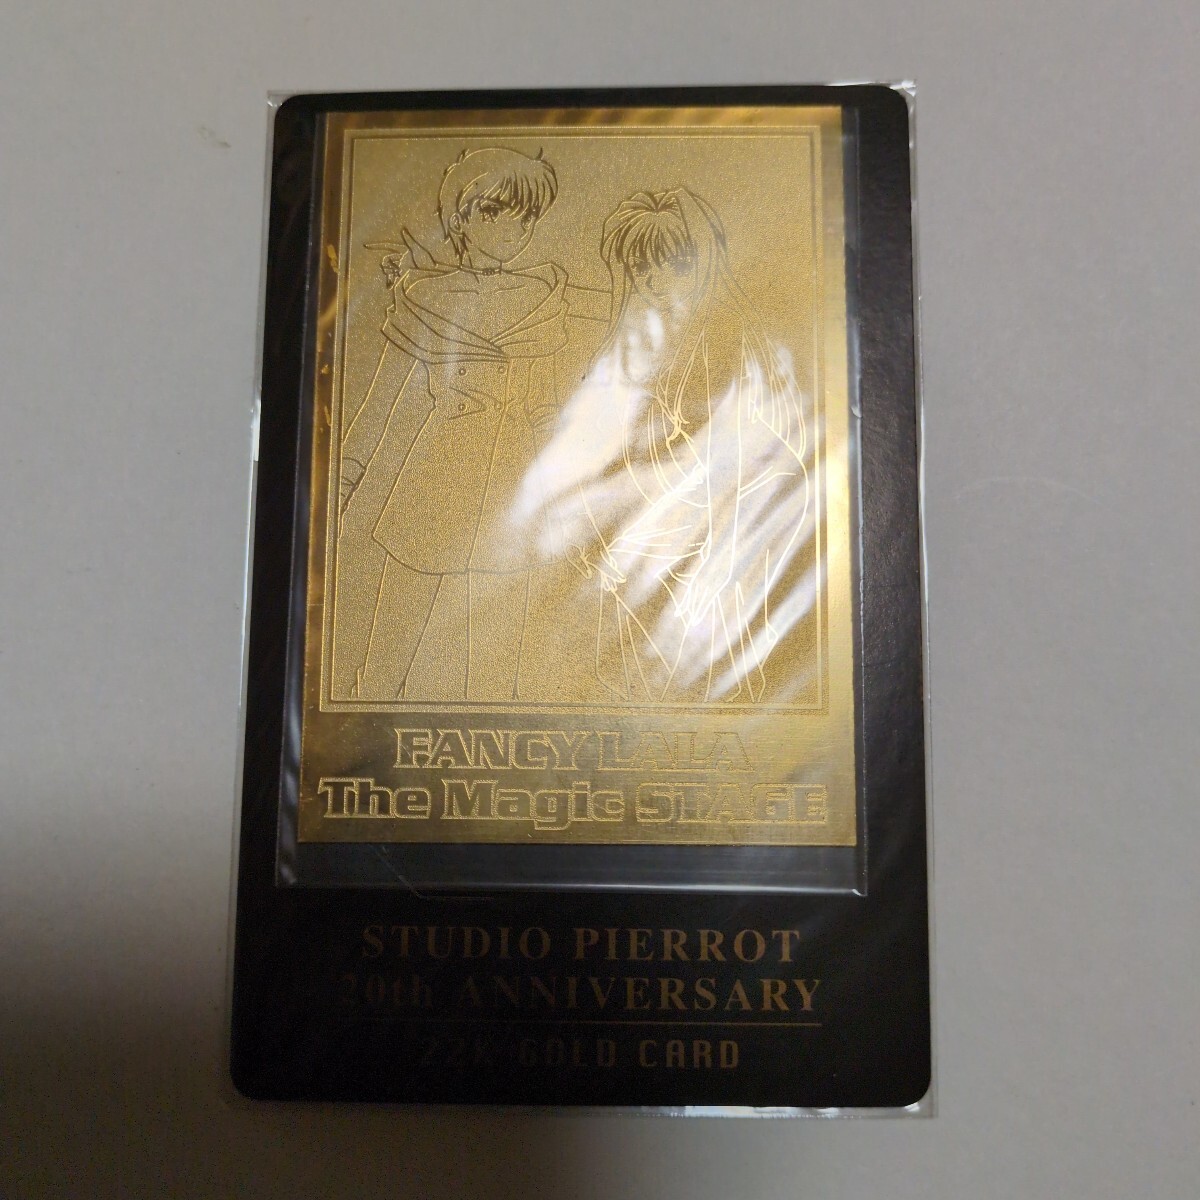 FANCY LALA
The Magic STAGE
STUDIO PIERROT
20th ANNIVERSARY
22K GOLD CARD